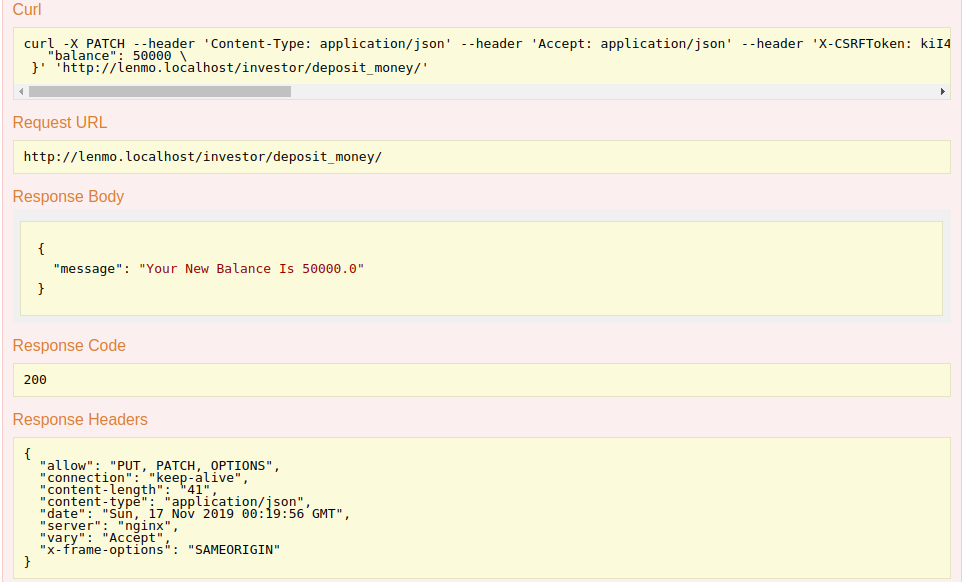 Curl
curl -X PATCH --header 'Content-Type: application/json' --header 'Accept: application/json' --header 'X-CSRFToken: kiI4
"balance": 50000 \
}' 'http://lenmo.localhost/investor/deposit_money/'
Request URL
http://lenmo.localhost/investor/deposit_money/
Response Body
{
"message": "Your New Balance Is 50000.0"
}
Response Code
200
Response Headers
{
"allow": "PUT, PATCH, OPTIONS",
"connection": "keep-alive",
"content-length": "41",
"content-type": "application/json",
"date": "Sun, 17 Nov 2019 00:19:56 GMT",
"server": "nginx",
"vary": "Accept",
"x-frame-options": "SAMEORIGIN"
}